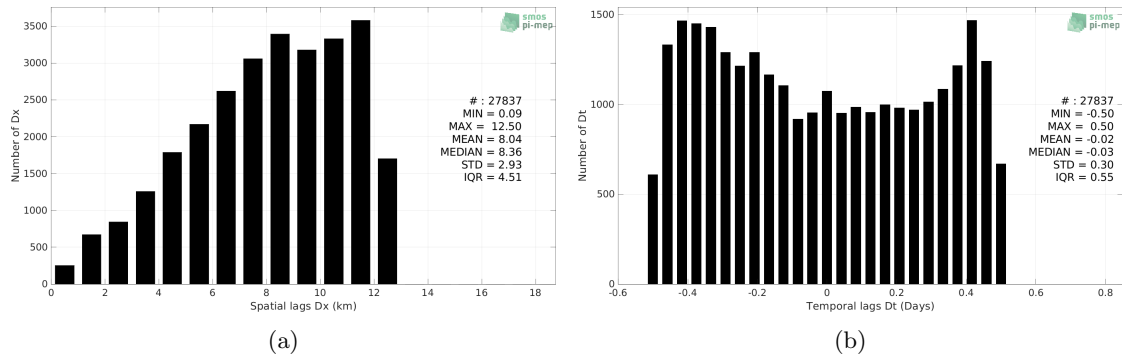 3500
3000
2500
2000
1500
1000
500
0
Number of Dx
0 2 4 6 8 10 12 14 16 18
Spatial lags Dx (km)
smos
pi-mep
# : 27837
MIN = 0.09
MAX = 12.50
MEAN = 8.04
MEDIAN = 8.36
STD = 2.93
IQR = 4.51
(a)
1500
1000
500
0
Number of Dt
-0.6 -0.4 -0.2 0 0.2 0.4 0.6 0.8
Temporal lags Dt (Days)
smos
pi-mep
# : 27837
MIN = -0.50
MAX = 0.50
MEAN = -0.02
MEDIAN = -0.03
STD = 0.30
IQR = 0.55
(b)